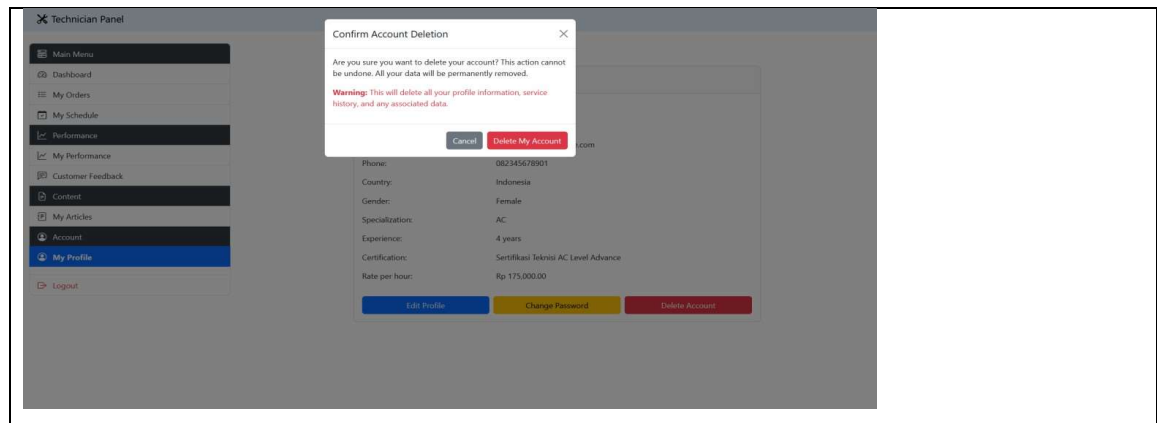 Technician Panel
Main Menu
Dashboard
My Orders
My Schedule
Performance
My Performance
Customer Feedback
Content
My Articles
Account
My Profile
Logout
Confirm Account Deletion
Are you sure you want to delete your account? This action cannot
be undone. All your data will be permanently removed.
Warning: This will delete all your profile information, service
history, and any associated data.
Cancel Delete My Account
.com
Phone: 082345678901
Country: Indonesia
Gender: Female
Specialization: AC
Experience: 4 years
Certification: Sertifikasi Teknisi AC Level Advance
Rate per hour: Rp 175,000.00
Edit Profile Change Password Delete Account